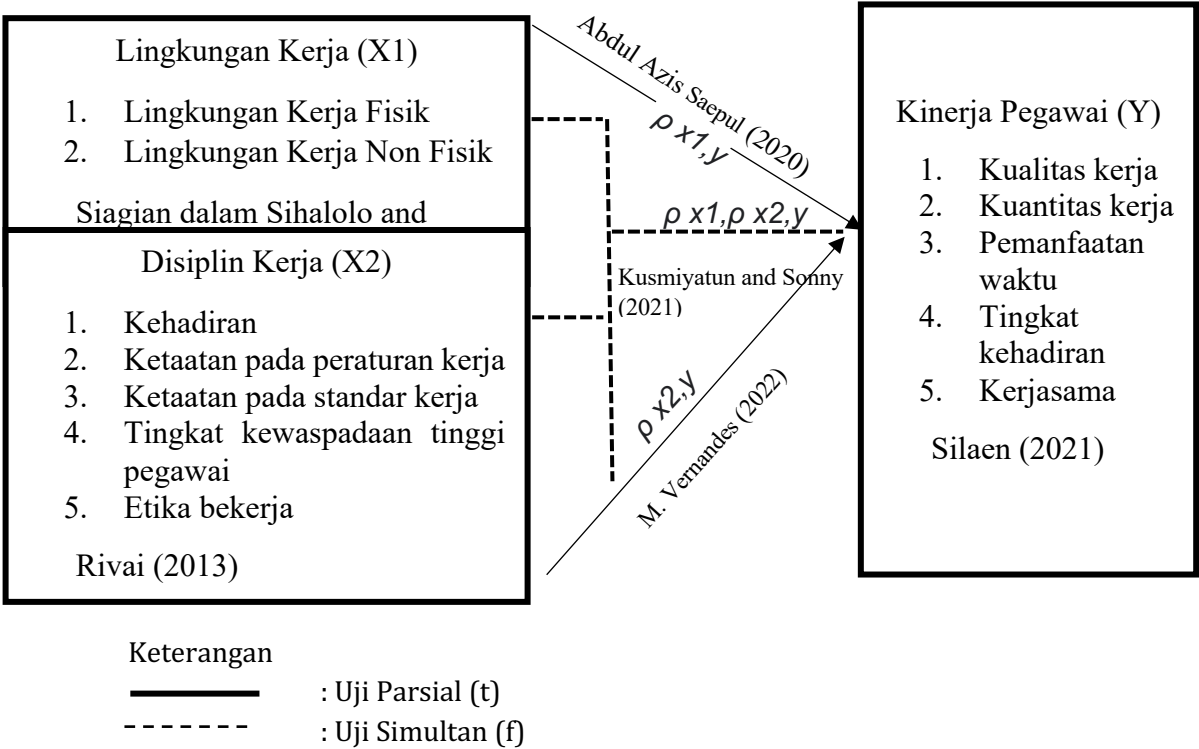 Lingkungan Kerja (X1)
1. Lingkungan Kerja Fisik
2. Lingkungan Kerja Non Fisik
Siagian dalam Sihalolo and
Disiplin Kerja (X2)
1. Kehadiran
2. Ketaatan pada peraturan kerja
3. Ketaatan pada standar kerja
4. Tingkat kewaspadaan tinggi
pegawai
5. Etika bekerja
Rivai (2013)
Abdul Azis Saepul (2020)
ρ x1,y
ρ x1,ρ x2,y
Kusmiyatun and Sonny
(2021)
ρ x2,y
M. Vernandes (2022)
Kinerja Pegawai (Y)
1. Kualitas kerja
2. Kuantitas kerja
3. Pemanfaatan
waktu
4. Tingkat
kehadiran
5. Kerjasama
Silaen (2021)
Keterangan
: Uji Parsial (t)
: Uji Simultan (f)